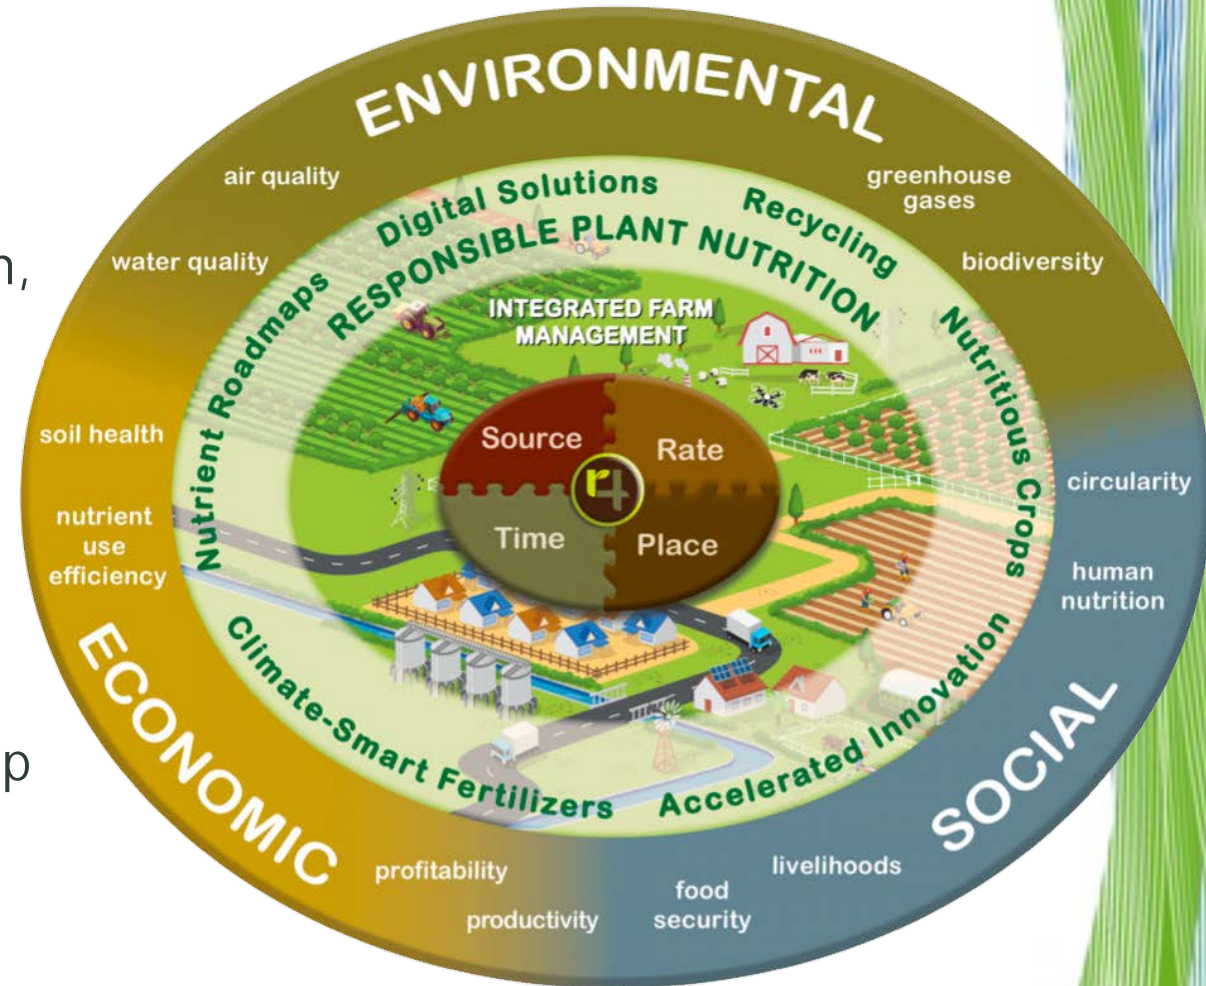 ENVIRONMENTAL
air quality
greenhouse
gases
water quality
biodiversity
Digital Solutions
Recycling
RESPONSIBLE PLANT NUTRITION
Nutrient Roadmaps
Nutritious Crops
INTEGRATED FARM
MANAGEMENT
n,
Source
Rate
r4
Time
Place
soil health
nutrient
use
efficiency
circularity
human
nutrition
Climate-Smart Fertilizers
Accelerated Innovation
ECONOMIC
SOCIAL
p
profitability
productivity
livelihoods
food
security